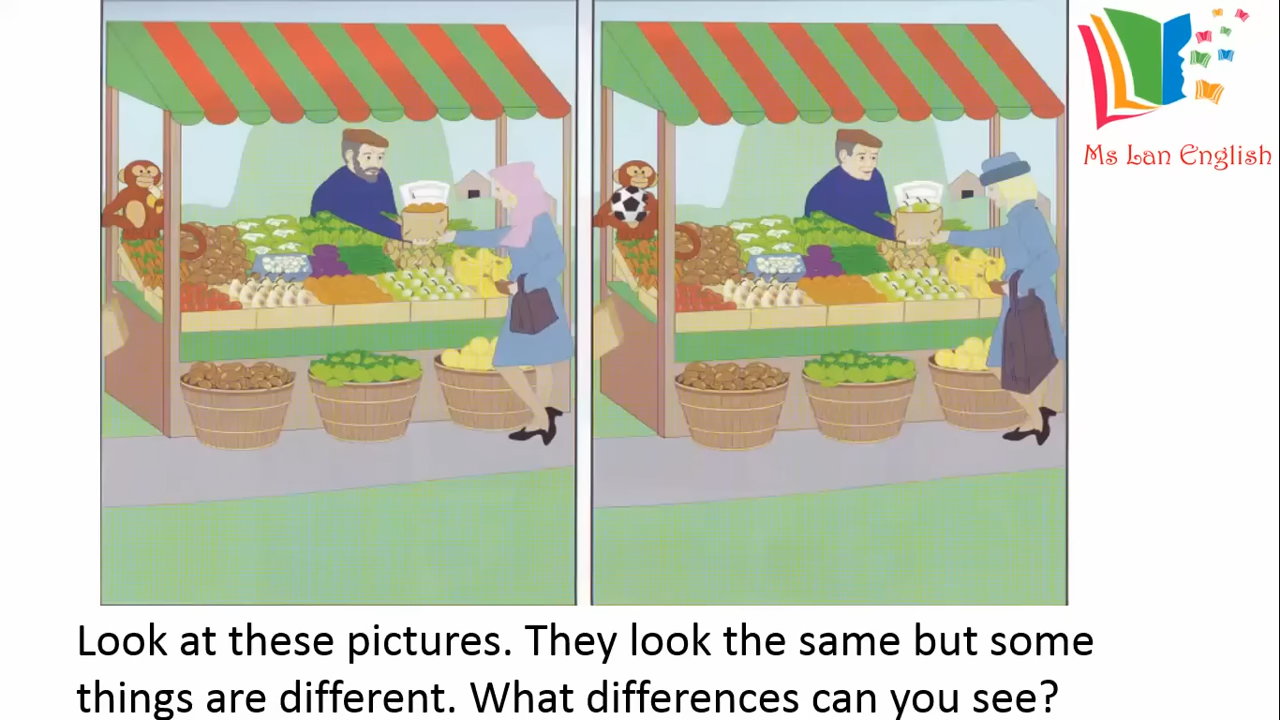 Ms Lan English
Look at these pictures. They look the same but some
things are different. What differences can you see?